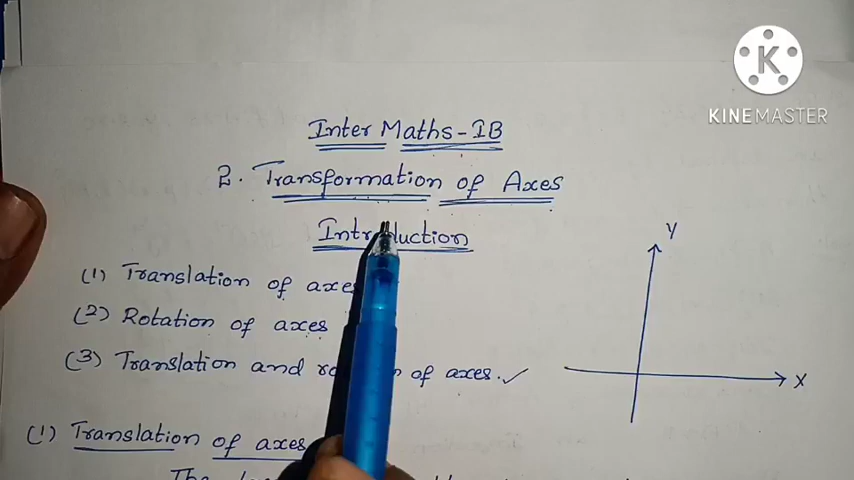 KINEMASTER
Inter Maths-IB
2. Transformation of Axes
Introduction
Y
(1) Translation of axes
(2) Rotation of axes
(3) Translation and of axes.
X
(1) Translation of axes
The